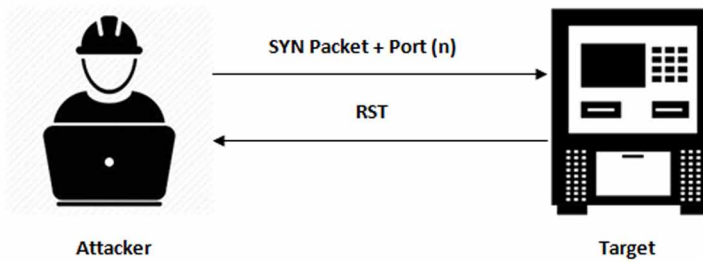 SYN Packet + Port (n)
RST
Attacker
Target